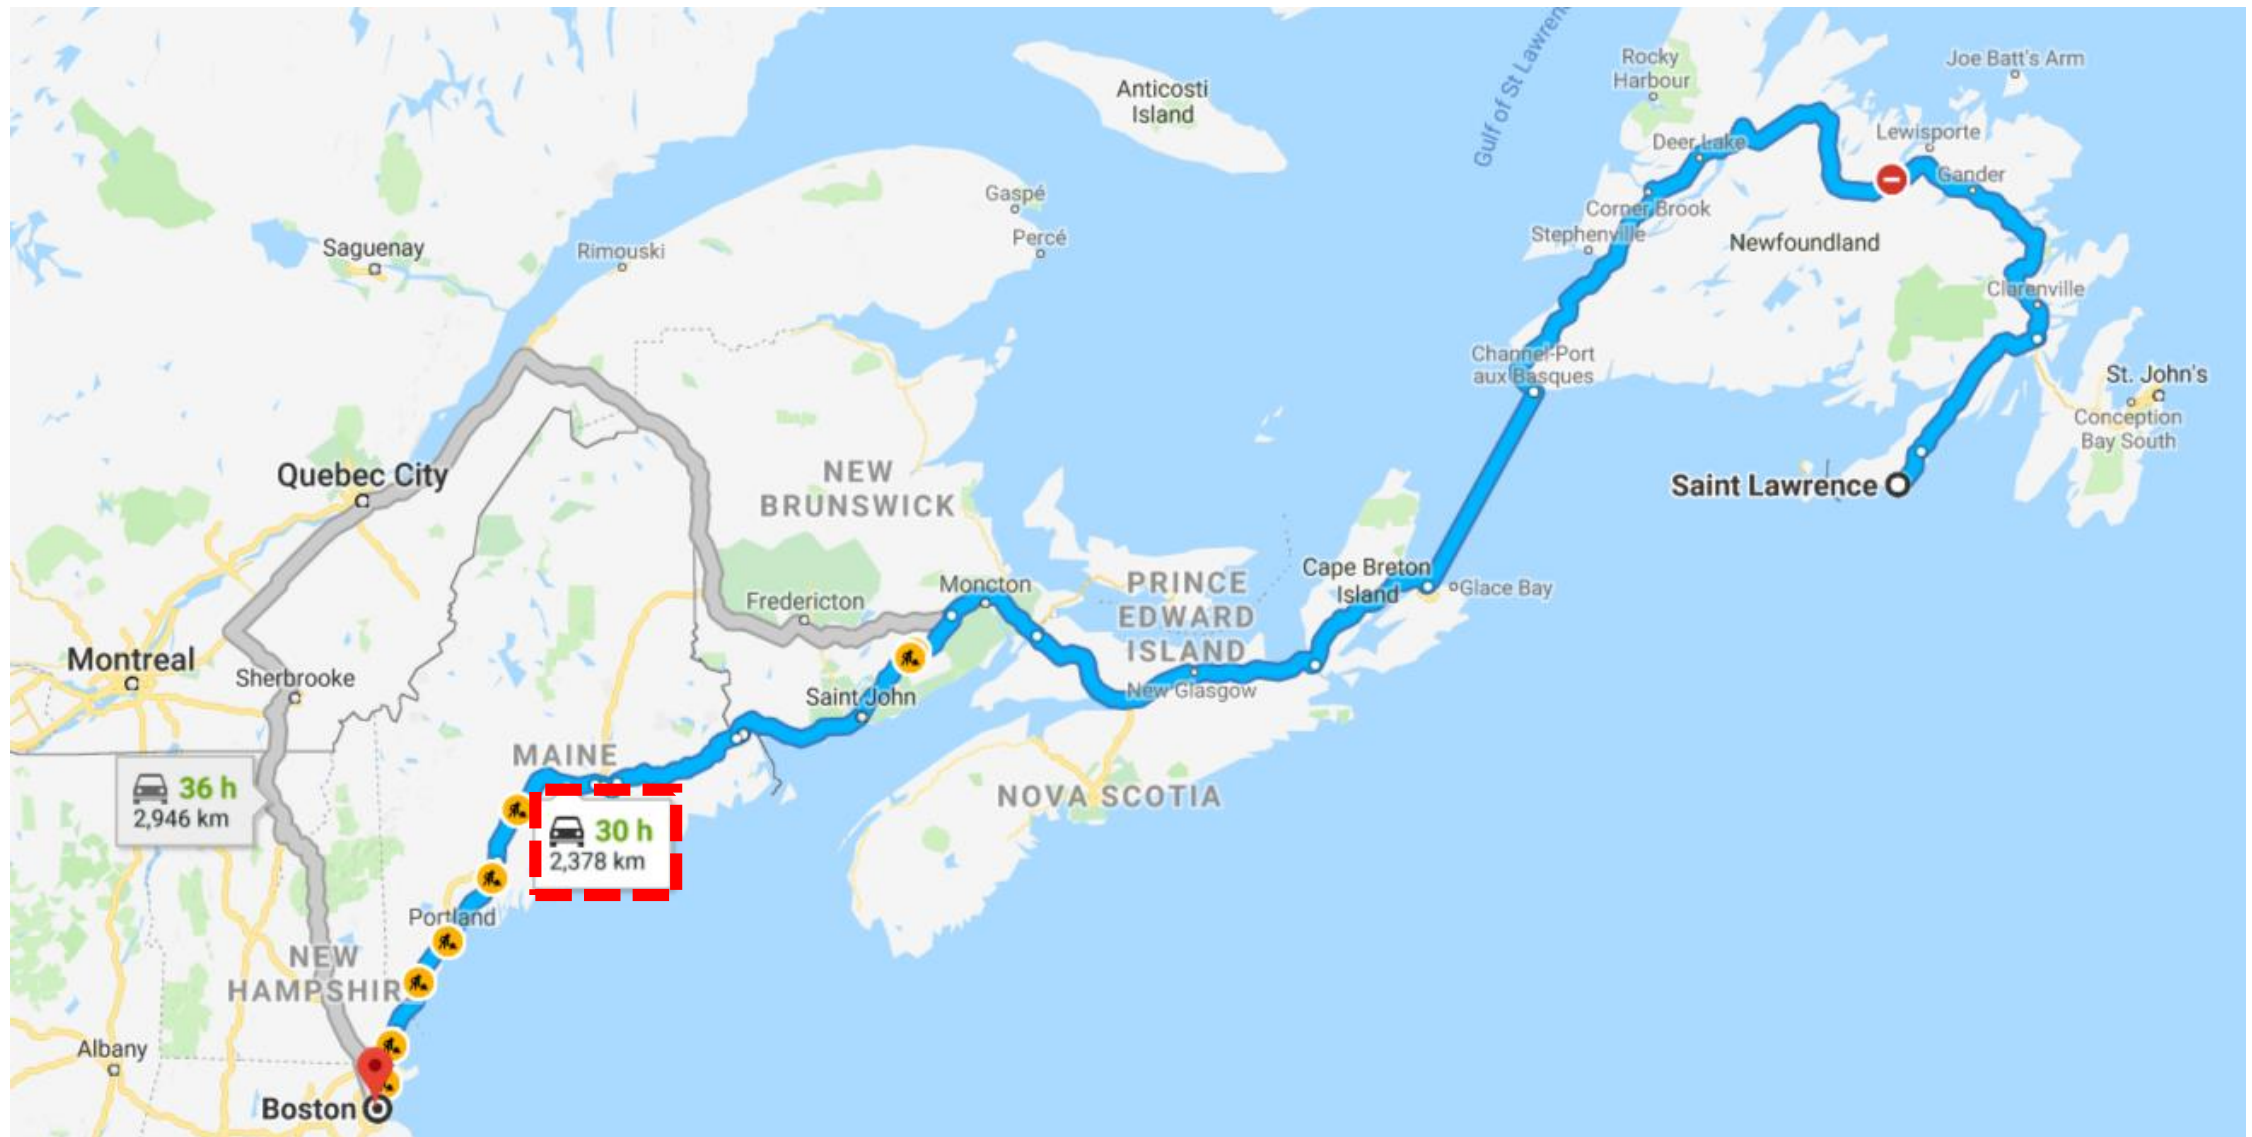 Gulf of St Lawrenc
Rocky
Harbour
Joe Batt's Arm
Anticosti
Island
Deer Lake
Lewisporte
Gander
Gaspé
Percé
Corner Brook
Stephenville
Newfoundland
Saguenay
Rimouski
Clarenville
Channel-Port
aux Basques
St. John's
Conception
Bay South
Quebec City
NEW
BRUNSWICK
Saint Lawrence
Cape Breton
Island
Glace Bay
Moncton
PRINCE
EDWARD
ISLAND
Fredericton
Montreal
Sherbrooke
Saint John
New Glasgow
MAINE
36 h
2,946 km
NOVA SCOTIA
30 h
2,378 km
Portland
NEW
HAMPSHIR
Albany
Boston